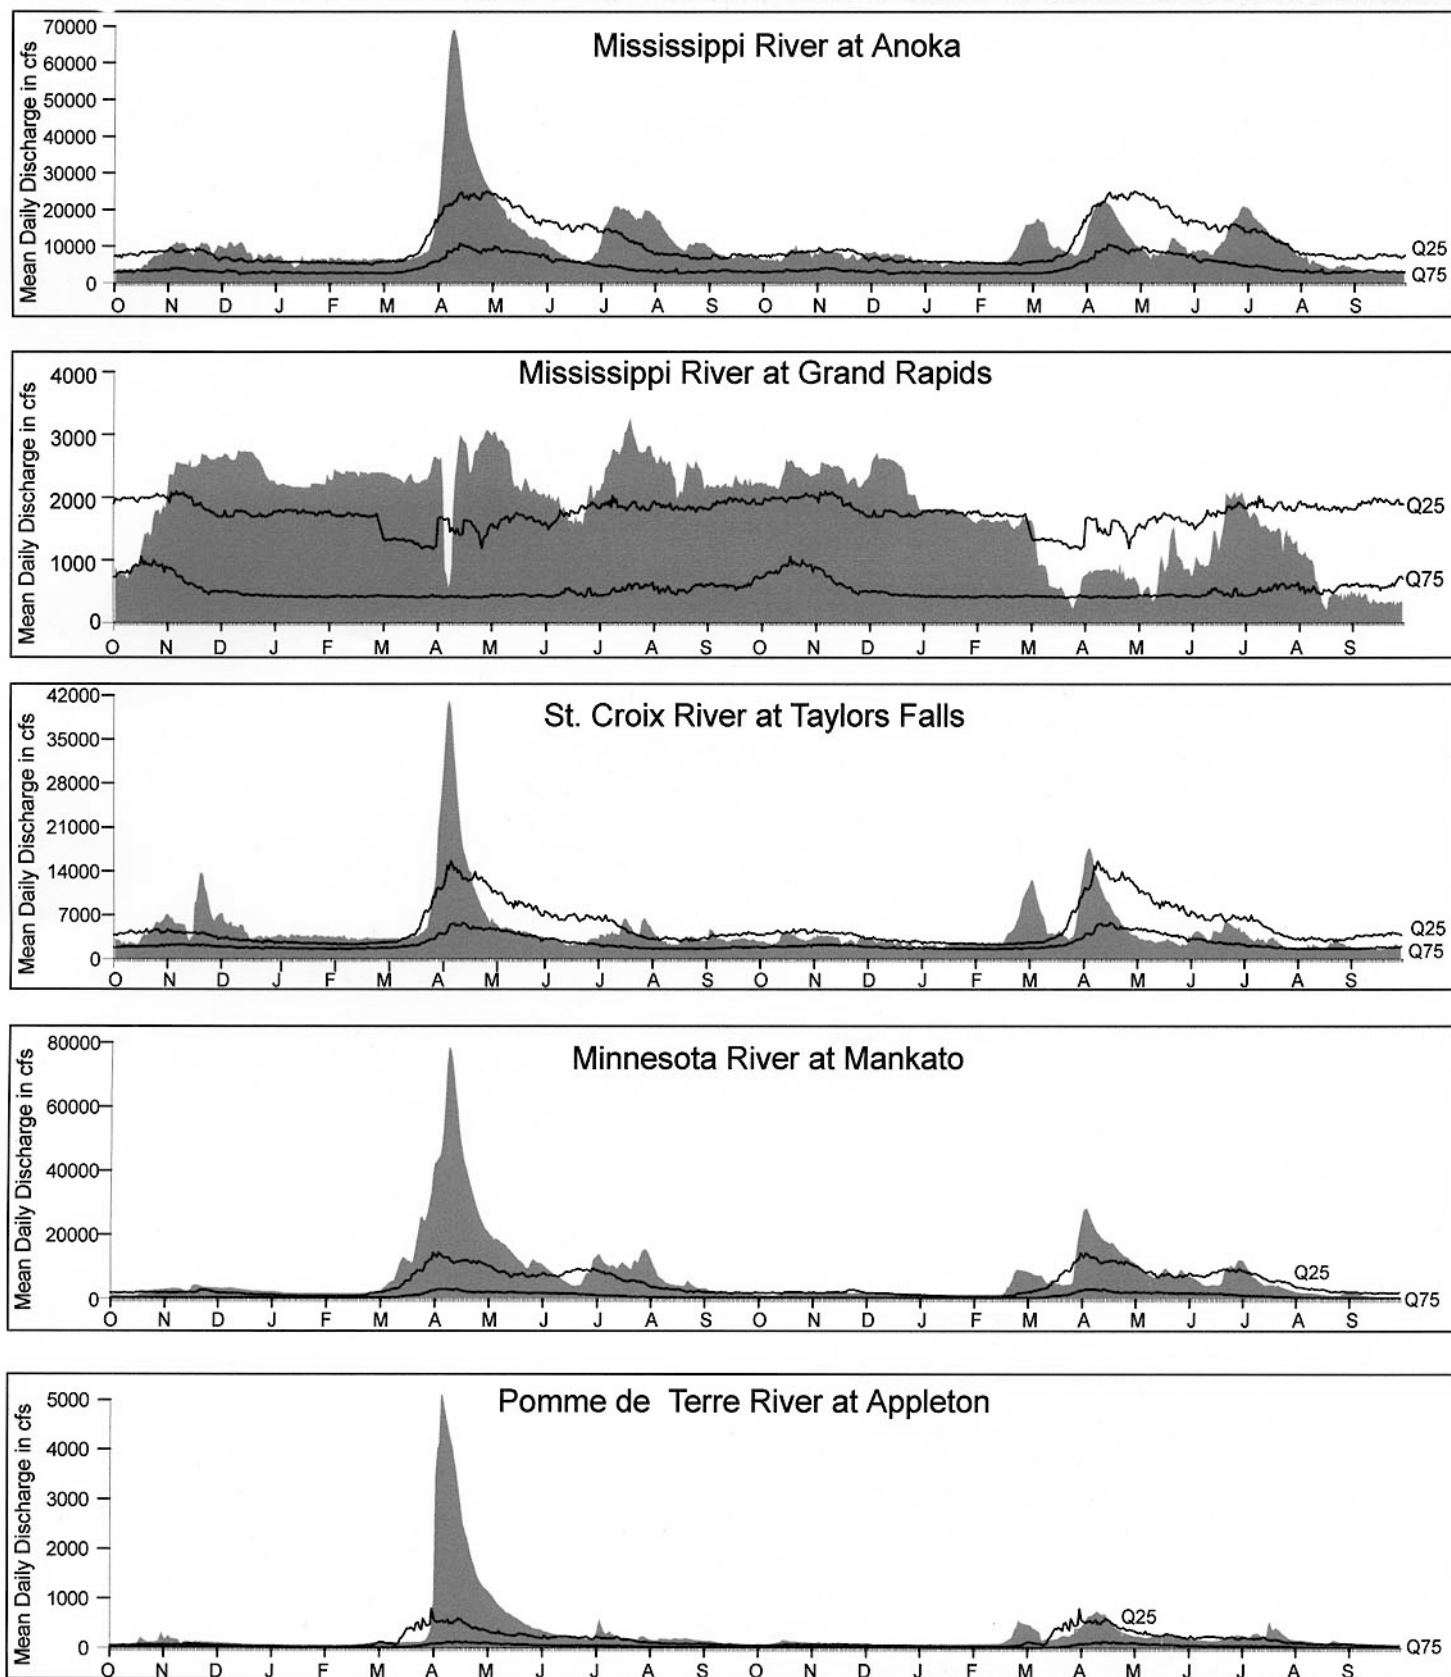 Mississippi River at Anoka
Mean Daily Discharge in cfs
70000
60000
50000
40000
30000
20000
10000
0
Q25
Q75
O N D J F M A M J J A S O N D J F M A M J J A S
Mississippi River at Grand Rapids
Mean Daily Discharge in cfs
4000
3000
2000
1000
0
Q25
Q75
O N D J F M A M J J A S O N D J F M A M J J A S
St. Croix River at Taylors Falls
Mean Daily Discharge in cfs
42000
35000
28000
21000
14000
7000
0
Q25
Q75
O N D J F M A M J J A S O N D J F M A M J J A S
Minnesota River at Mankato
Mean Daily Discharge in cfs
80000
60000
40000
20000
0
Q25
Q75
O N D J F M A M J J A S O N D J F M A M J J A S
Pomme de Terre River at Appleton
Mean Daily Discharge in cfs
5000
4000
3000
2000
1000
0
Q25
Q75
O N D J F M A M J J A S O N D J F M A M J J A S